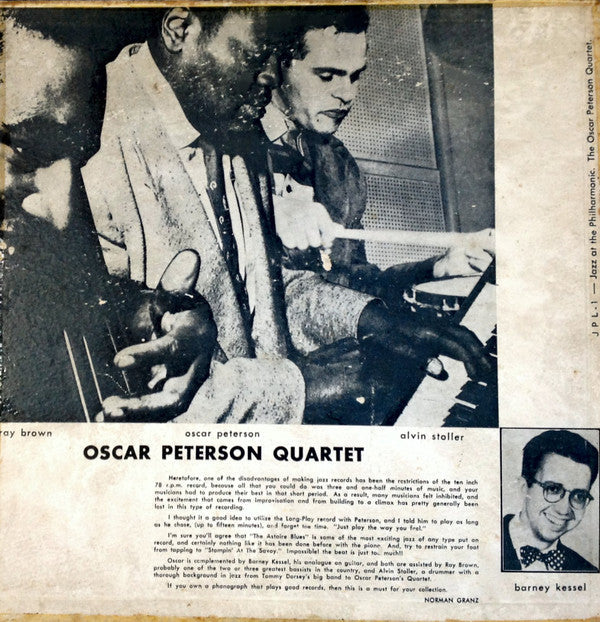 JPL-1 — Jazz at the Philharmonic. The Oscar Peterson Quartet.
ray brown
oscar peterson
alvin stoller
OSCAR PETERSON QUARTET
Heretofore, one of the disadvantages of making jazz records has been the restrictions of the ten inch
78 r.p.m. record, because all that you could do was three and one-half minutes of music, and your
musicians had to produce their best in that short period. As a result, many musicians felt inhibited, and
the excitement that comes from improvisation and from building to a climax has pretty generally been
lost in this type of recording.
I thought it a good idea to utilize the Long-Play record with Peterson, and I told him to play as long
as he chose, (up to fifteen minutes), and forget the time. "Just play the way you feel."
I'm sure you'll agree that "The Astaire Blues" is some of the most exciting jazz of any type put on
record, and certainly nothing like it has been done before with the piano. And, try to restrain your foot
from tapping to "Stompin' At The Savoy." Impossible! the beat is just to.. much!!
Oscar is complemented by Barney Kessel, his analogue on guitar, and both are assisted by Ray Brown,
probably one of the two or three greatest bassists in the country, and Alvin Stoller, a drummer with a
thorough background in jazz from Tommy Dorsey's big band to Oscar Peterson's Quartet.
If you own a phonograph that plays good records, then this is a must for your collection.
NORMAN GRANZ
barney kessel